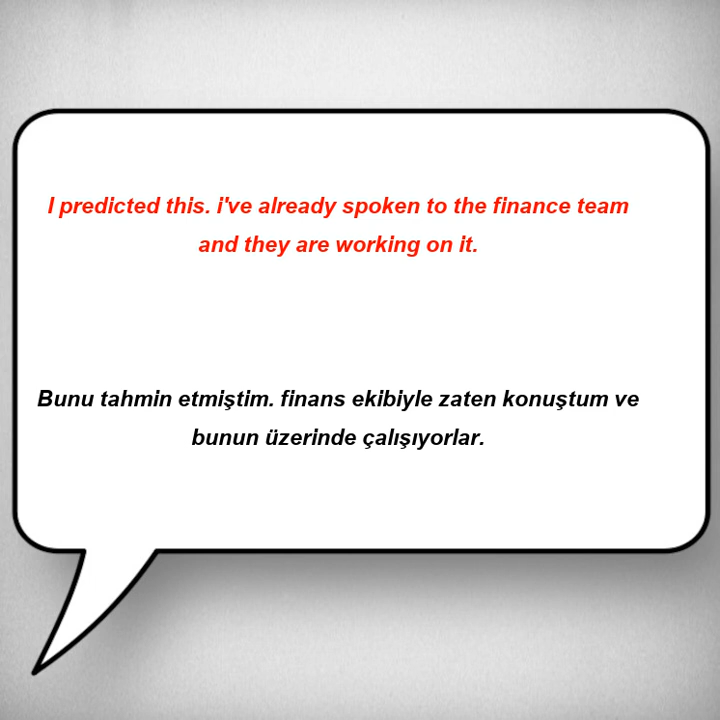 I predicted this. i've already spoken to the finance team
and they are working on it.
Bunu tahmin etmiştim. finans ekibiyle zaten konuştum ve
bunun üzerinde çalışıyorlar.